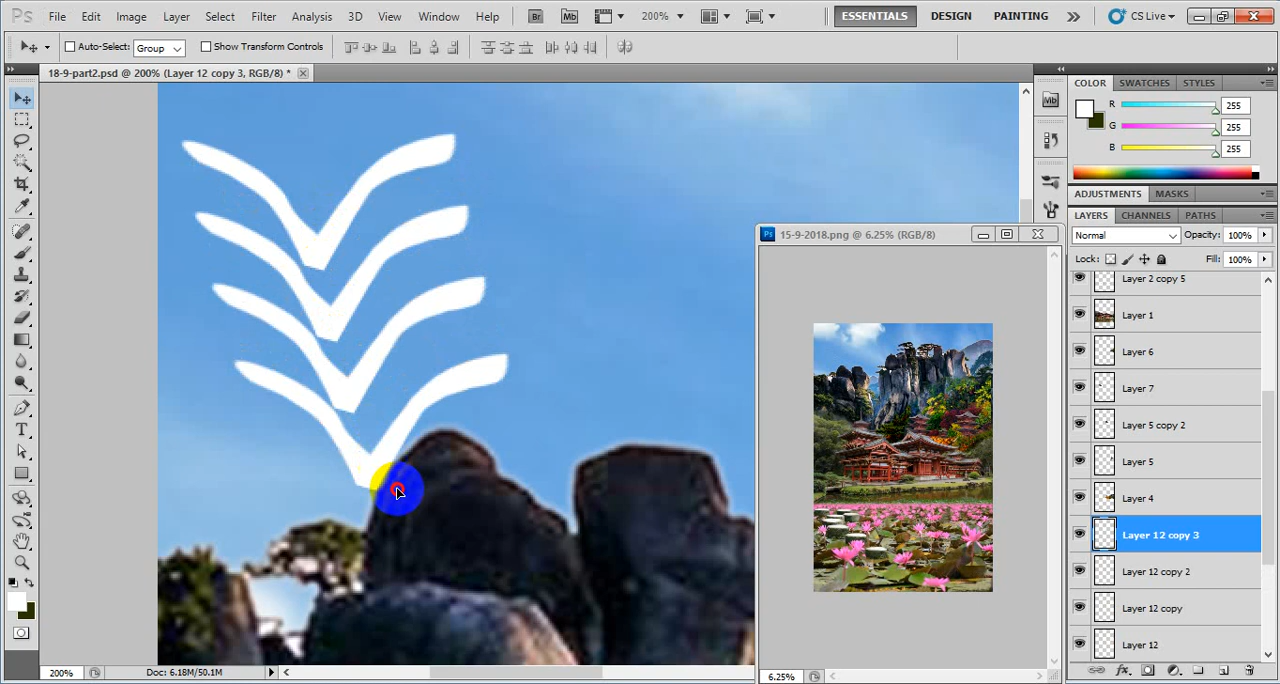 Ps File Edit Image Layer Select Filter Analysis 3D View Window Help Br Mb 200% ESSENTIALS DESIGN PAINTING CS Live
Auto-Select: Group Show Transform Controls
18-9-part2.psd @ 200% (Layer 12 copy 3, RGB/8) *
COLOR SWATCHES STYLES
Mb
R 255
G 255
B 255
ADJUSTMENTS MASKS
LAYERS CHANNELS PATHS
Normal Opacity: 100%
Lock: Fill: 100%
Ps 15-9-2018.png @ 6.25% (RGB/8)
Layer 2 copy 5
Layer 1
Layer 6
Layer 7
Layer 5 copy 2
Layer 5
Layer 4
Layer 12 copy 3
Layer 12 copy 2
Layer 12 copy
Layer 12
T
200% Doc: 6.18M/50.1M
6.25%
fx